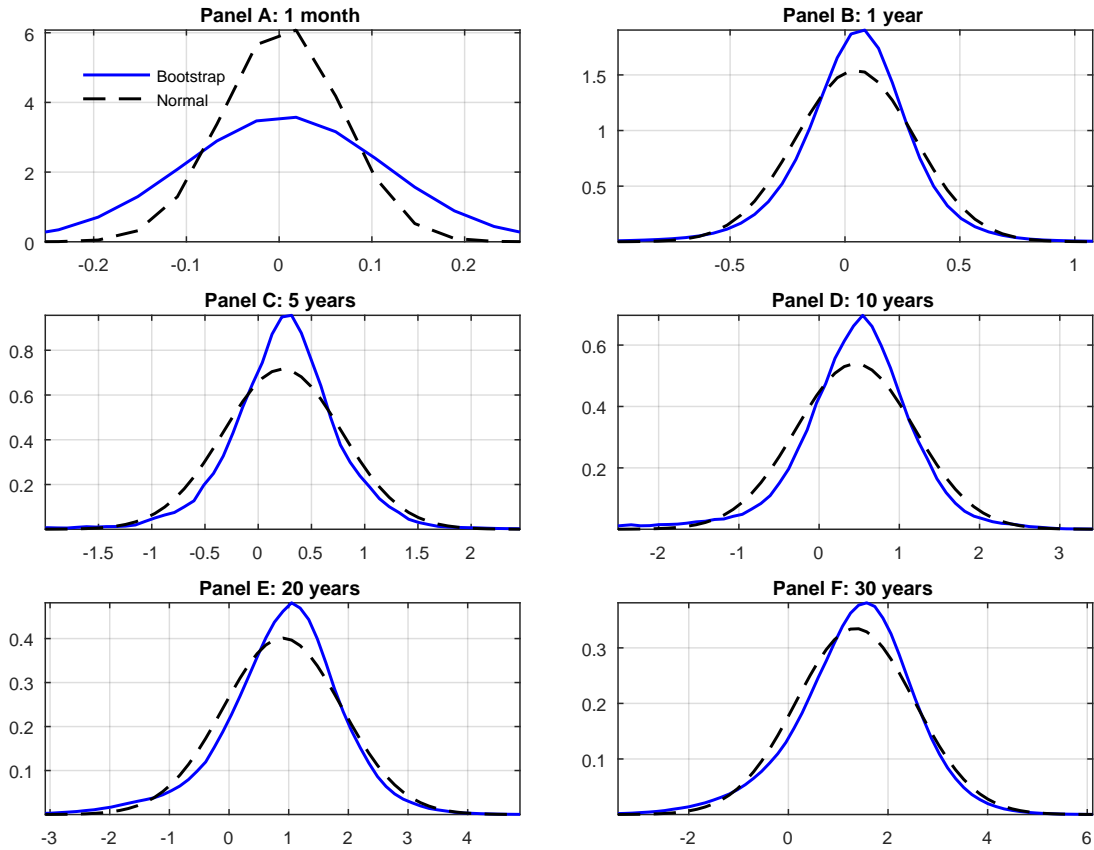 Panel A: 1 month
6
4
2
0
-0.2 -0.1 0 0.1 0.2
Bootstrap
Normal
Panel B: 1 year
1.5
1
0.5
-0.5 0 0.5 1
Panel C: 5 years
0.8
0.6
0.4
0.2
-1.5 -1 -0.5 0 0.5 1 1.5 2
Panel D: 10 years
0.6
0.4
0.2
-2 -1 0 1 2 3
Panel E: 20 years
0.4
0.3
0.2
0.1
-3 -2 -1 0 1 2 3 4
Panel F: 30 years
0.3
0.2
0.1
-2 0 2 4 6